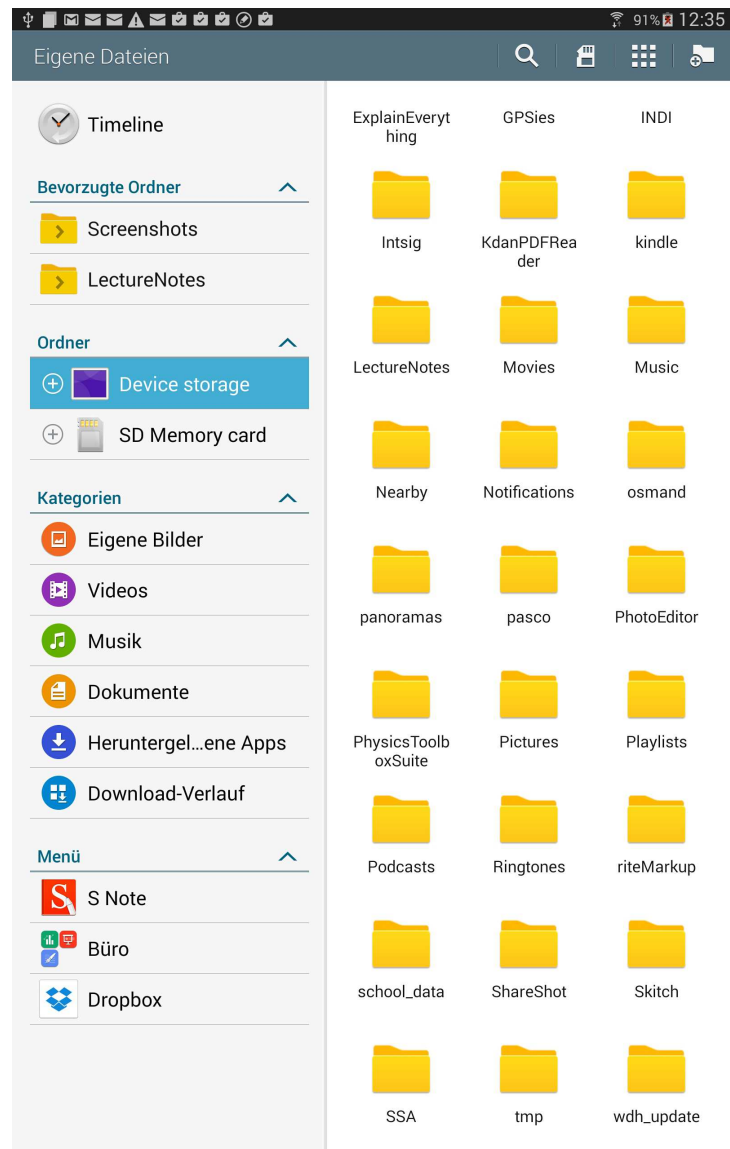 91% 12:35
Eigene Dateien
Timeline
Bevorzugte Ordner
Screenshots
LectureNotes
Ordner
Device storage
SD Memory card
Kategorien
Eigene Bilder
Videos
Musik
Dokumente
Heruntergel...ene Apps
Download-Verlauf
Menü
S Note
Büro
Dropbox
ExplainEveryt
hing
GPSies
INDI
Intsig
KdanPDFRea
der
kindle
LectureNotes
Movies
Music
Nearby
Notifications
osmand
panoramas
pasco
PhotoEditor
PhysicsToolb
oxSuite
Pictures
Playlists
Podcasts
Ringtones
riteMarkup
school_data
ShareShot
Skitch
SSA
tmp
wdh_update